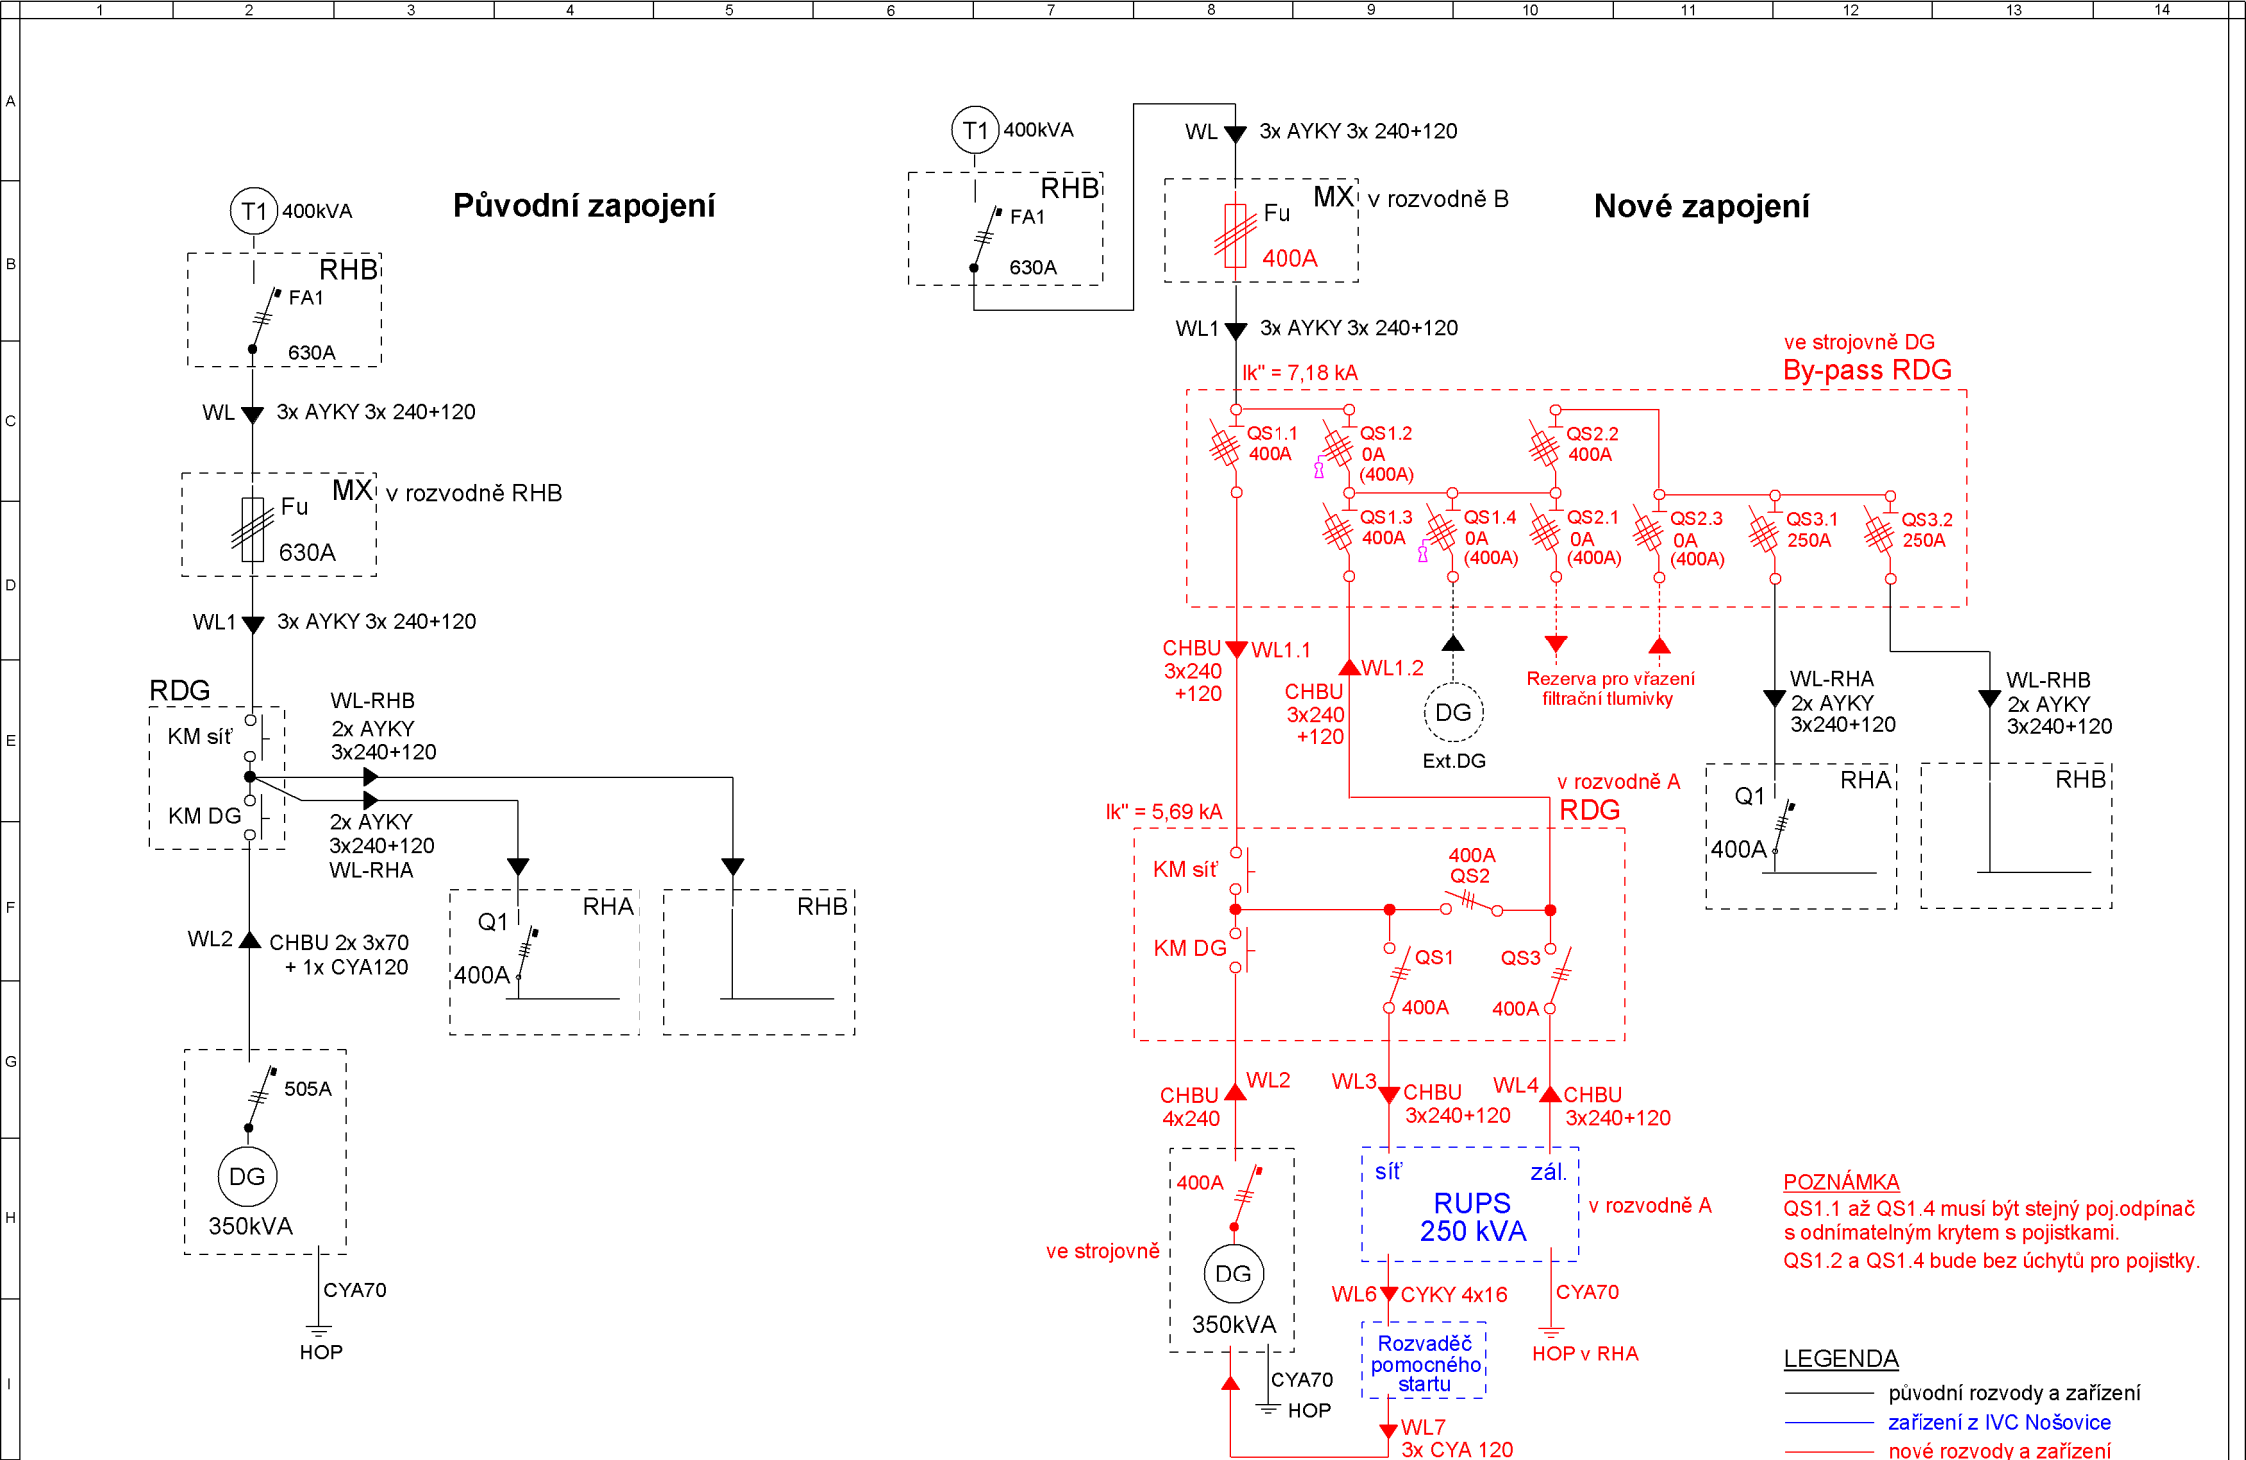 1 2 3 4 5 6 7 8 9 10 11 12 13 14
A
B
C
D
E
F
G
H
I
Původní zapojení
T1 400kVA
RHB
FA1
630A
WL 3x AYKY 3x 240+120
MX v rozvodně RHB
Fu
630A
WL1 3x AYKY 3x 240+120
RDG
KM síť
KM DG
WL-RHB
2x AYKY
3x240+120
2x AYKY
3x240+120
WL-RHA
RHA
Q1
400A
RHB
WL2 CHBU 2x 3x70
+ 1x CYA120
505A
DG
350kVA
CYA70
HOP
Nové zapojení
T1 400kVA
RHB
FA1
630A
WL 3x AYKY 3x 240+120
MX v rozvodně B
Fu
400A
WL1 3x AYKY 3x 240+120
Ik" = 7,18 kA
ve strojovně DG
By-pass RDG
QS1.1
400A
QS1.2
0A
(400A)
QS2.2
400A
QS1.3
400A
QS1.4
0A
(400A)
QS2.1
0A
(400A)
QS2.3
0A
(400A)
QS3.1
250A
QS3.2
250A
CHBU
3x240
+120
WL1.1
WL1.2
CHBU
3x240
+120
DG
Ext.DG
Rezerva pro vřazení
filtrační tlumivky
WL-RHA
2x AYKY
3x240+120
WL-RHB
2x AYKY
3x240+120
RHA
Q1
400A
RHB
v rozvodně A
RDG
Ik" = 5,69 kA
KM síť
KM DG
400A
QS2
QS1
400A
QS3
400A
WL2
CHBU
4x240
WL3
CHBU
3x240+120
WL4
CHBU
3x240+120
400A
ve strojovně
DG
350kVA
CYA70
HOP
síť zál.
RUPS
250 kVA
v rozvodně A
WL6 CYKY 4x16
CYA70
HOP v RHA
Rozvaděč
pomocného
startu
WL7
3x CYA 120
POZNÁMKA
QS1.1 až QS1.4 musí být stejný poj.odpínač
s odnímatelným krytem s pojistkami.
QS1.2 a QS1.4 bude bez úchytů pro pojistky.
LEGENDA
původní rozvody a zařízení
zařízení z IVC Nošovice
nové rozvody a zařízení